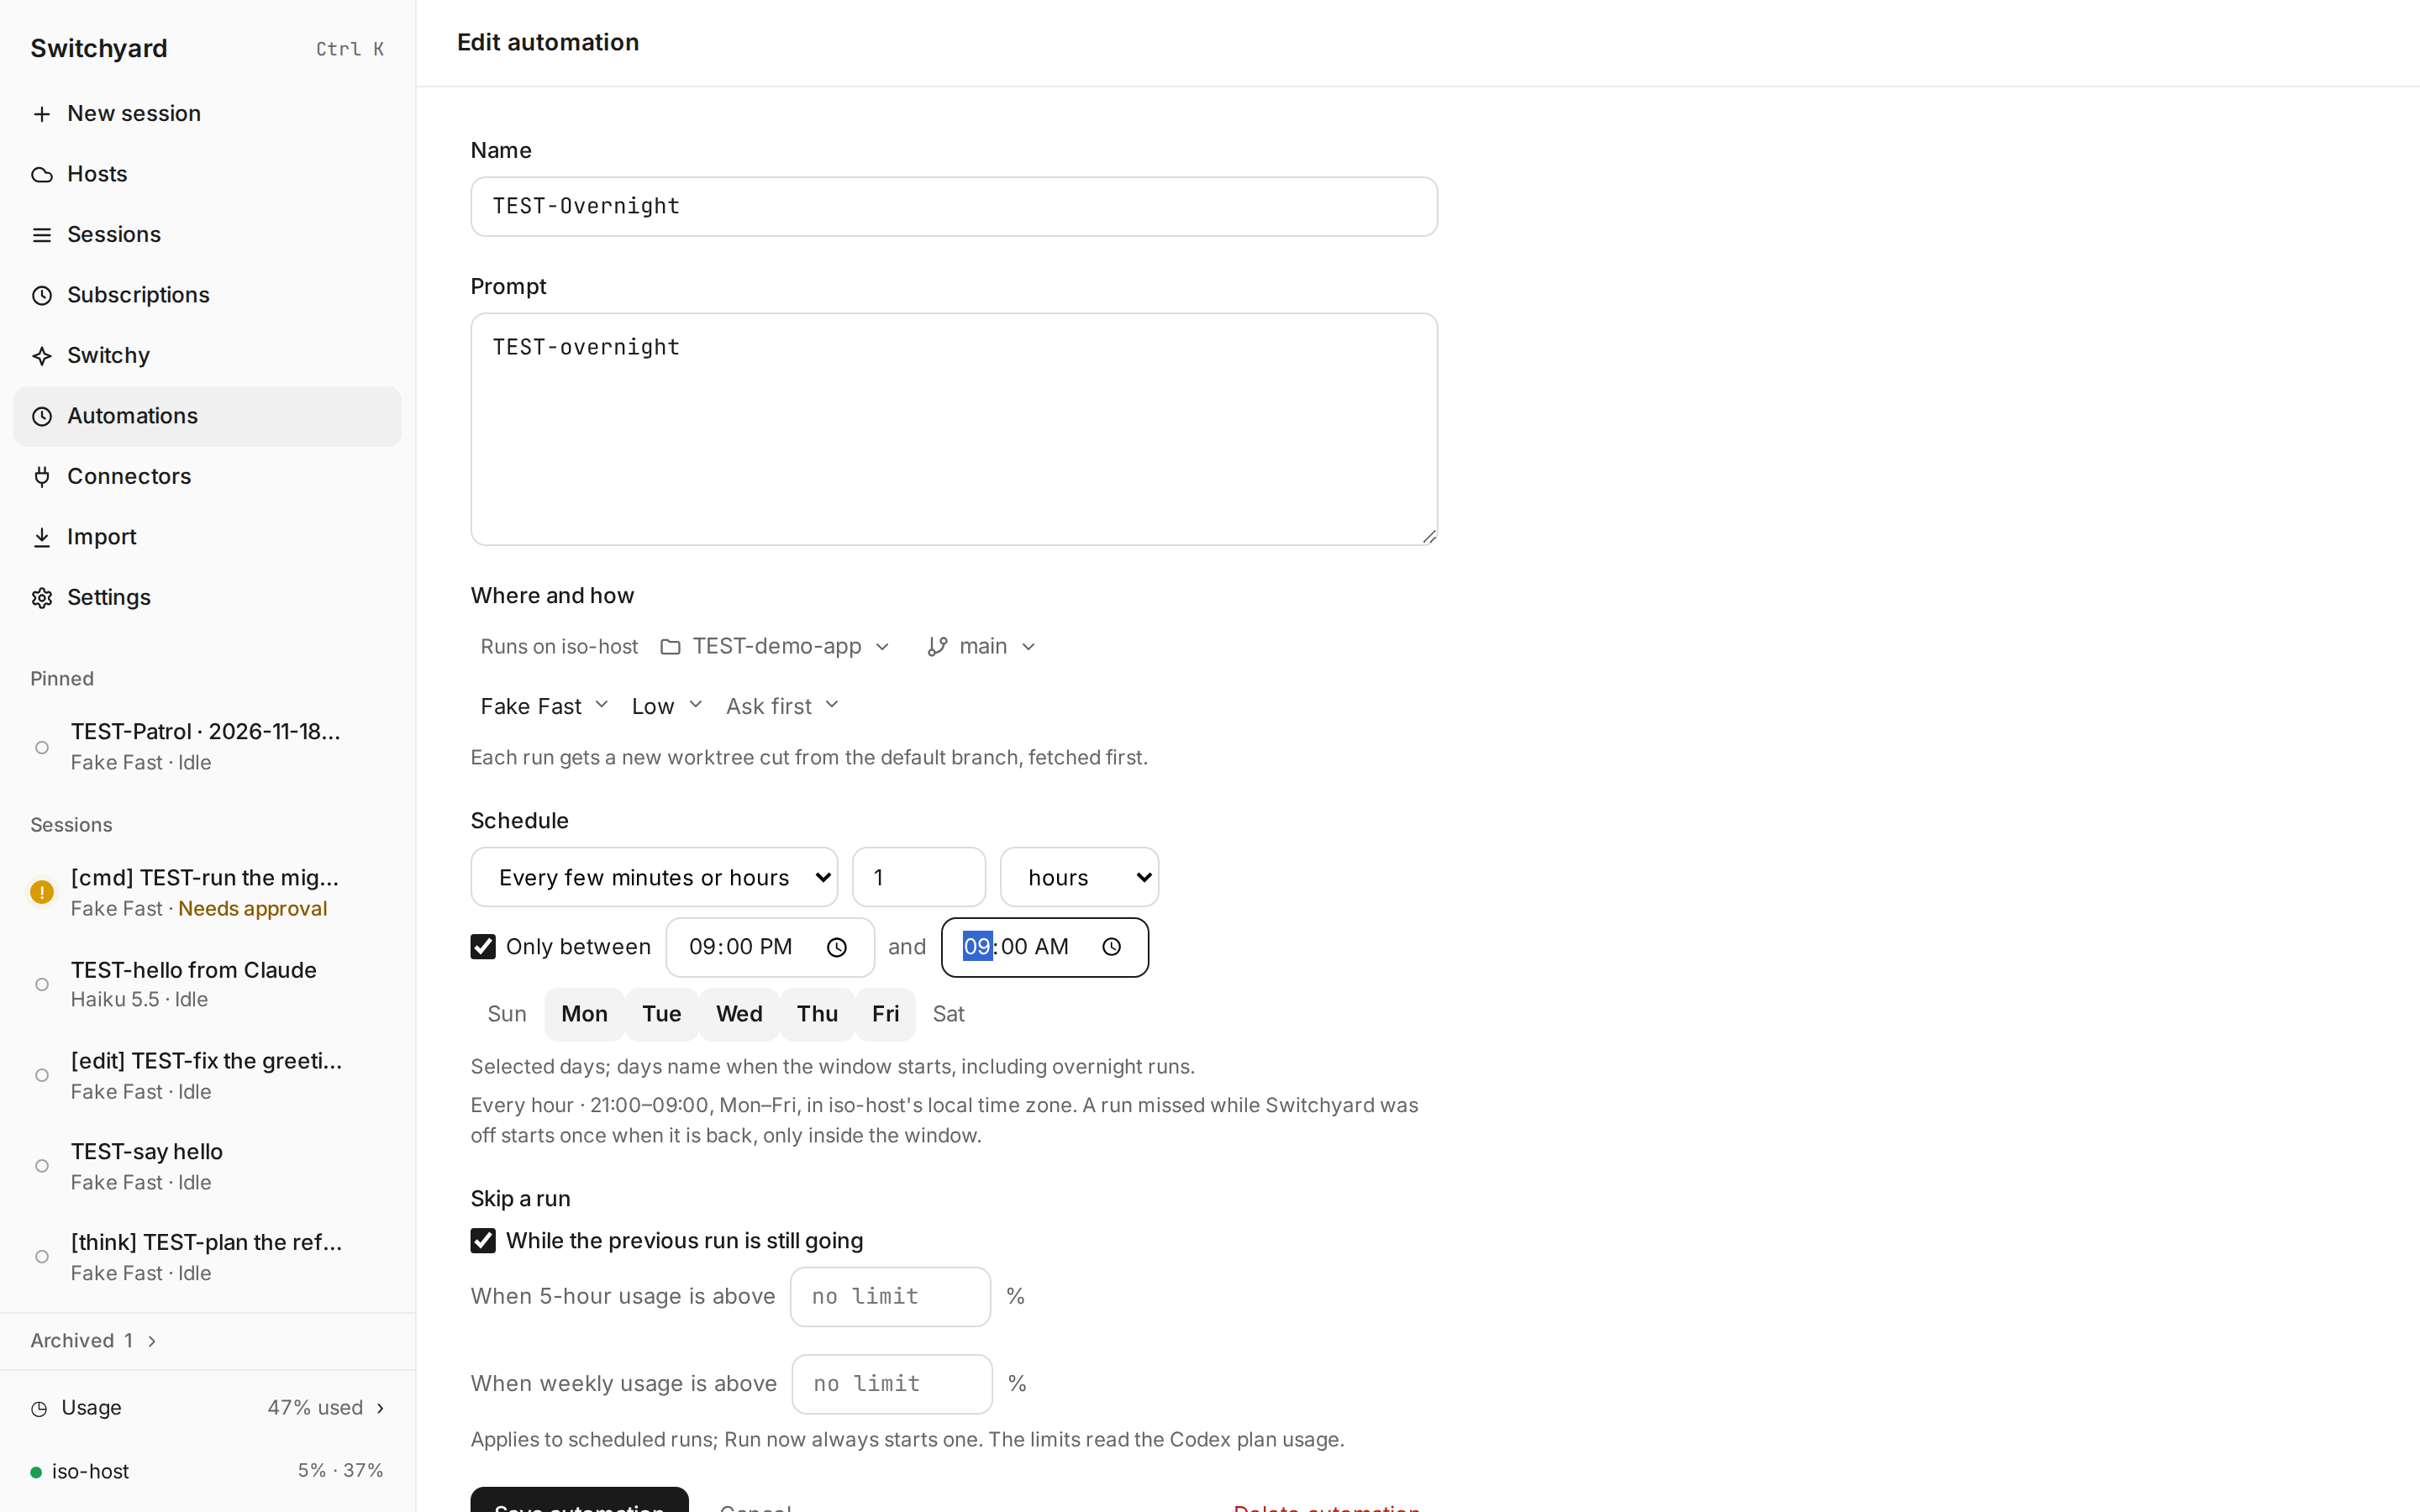 Switchyard
Ctrl K
New session
Hosts
Sessions
Subscriptions
Switchy
Automations
Connectors
Import
Settings
Pinned
TEST-Patrol · 2026-11-18…
Fake Fast · Idle
Sessions
[cmd] TEST-run the mig…
Fake Fast · Needs approval
TEST-hello from Claude
Haiku 5.5 · Idle
[edit] TEST-fix the greeti…
Fake Fast · Idle
TEST-say hello
Fake Fast · Idle
[think] TEST-plan the ref…
Fake Fast · Idle
Archived 1
Usage 47% used
iso-host 5% · 37%
Edit automation
Name
TEST-Overnight
Prompt
TEST-overnight
Where and how
Runs on iso-host TEST-demo-app main
Fake Fast Low Ask first
Each run gets a new worktree cut from the default branch, fetched first.
Schedule
Every few minutes or hours 1 hours
Only between 09:00 PM and 09:00 AM
Sun Mon Tue Wed Thu Fri Sat
Selected days; days name when the window starts, including overnight runs.
Every hour · 21:00–09:00, Mon–Fri, in iso-host's local time zone. A run missed while Switchyard was
off starts once when it is back, only inside the window.
Skip a run
While the previous run is still going
When 5-hour usage is above no limit %
When weekly usage is above no limit %
Applies to scheduled runs; Run now always starts one. The limits read the Codex plan usage.
Save automation Cancel Delete automation